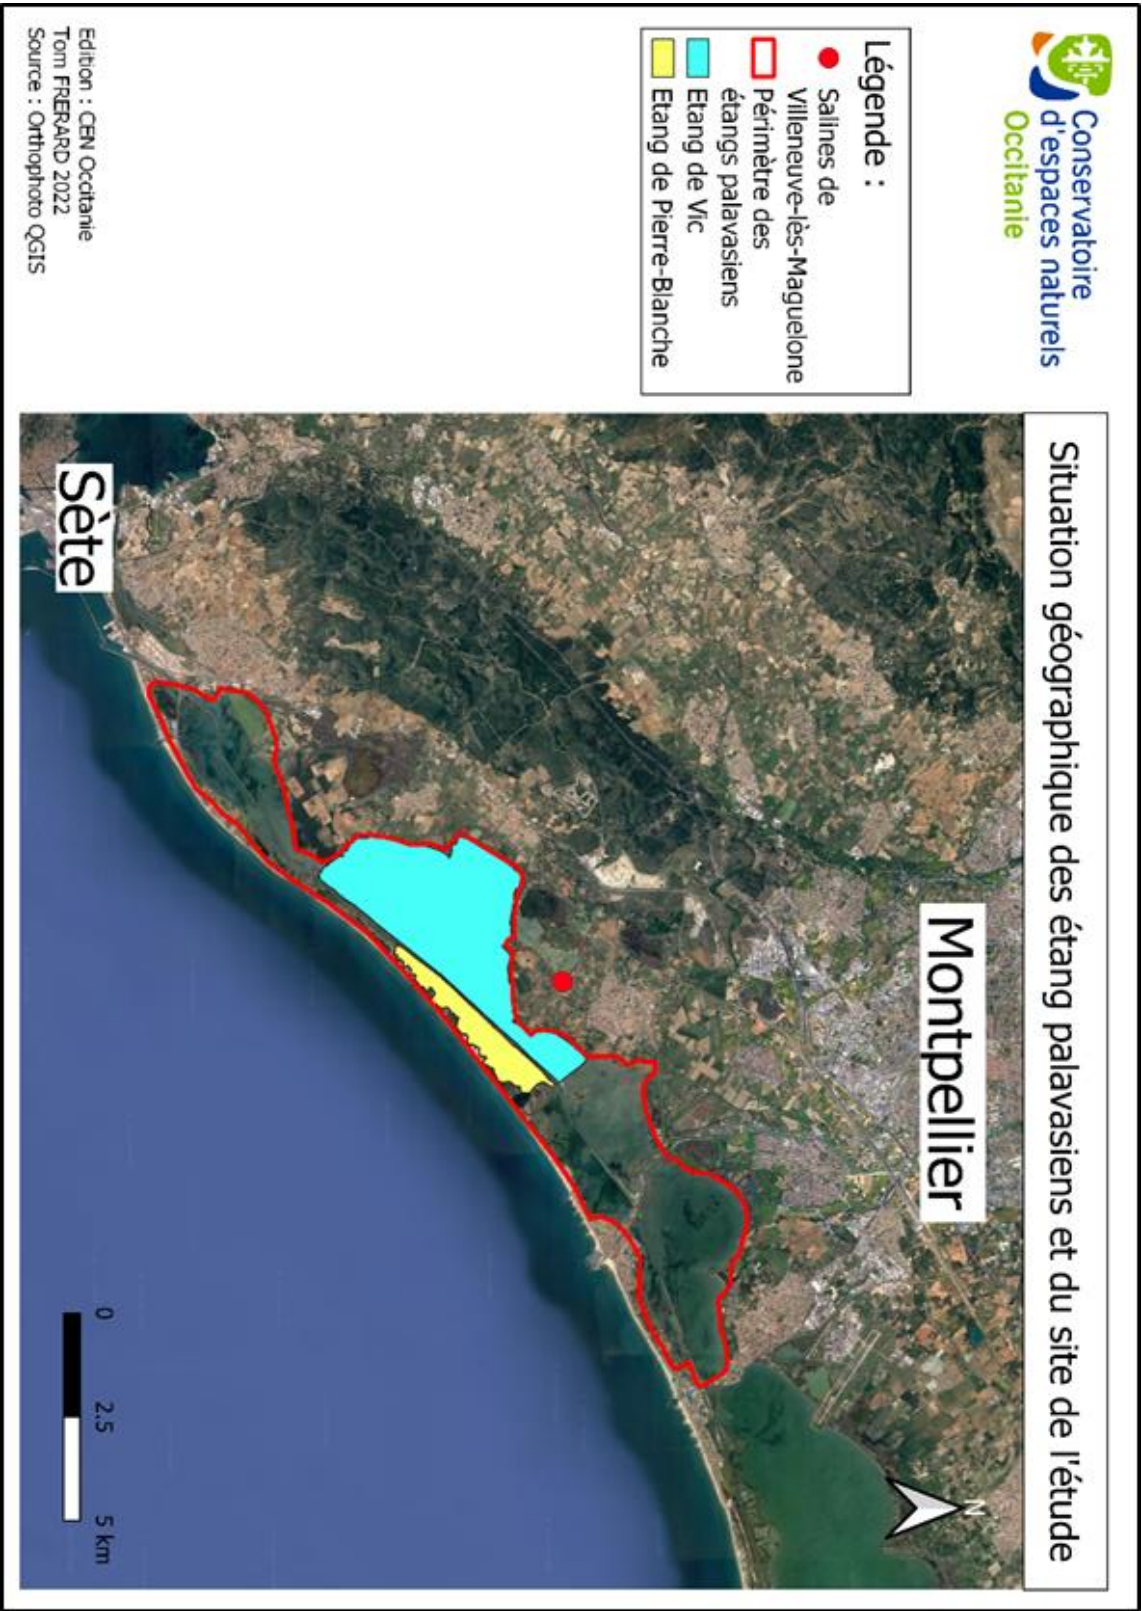 Conservatoire
d'espaces naturels
Occitanie
Situation géographique des étang palavasiens et du site de l'étude
Légende :
Salines de
Villeneuve-lès-Maguelone
Périmètre des
étangs palavasiens
Etang de Vic
Etang de Pierre-Blanche
Montpellier
Sète
N
0 2.5 5 km
Edition : CEN Occitanie
Tom FRERARD 2022
Source : Orthophoto QGIS